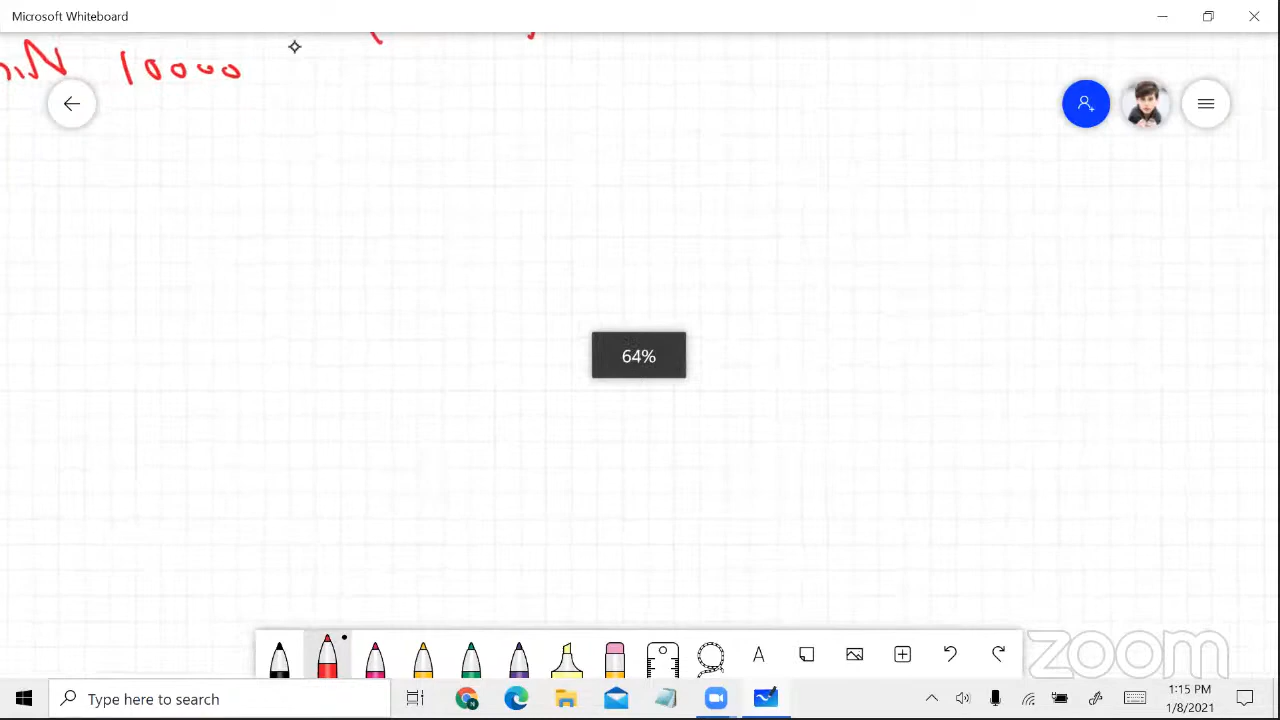 Microsoft Whiteboard
10000
64%
A
zoom
Type here to search
N
1:15 PM
1/8/2021